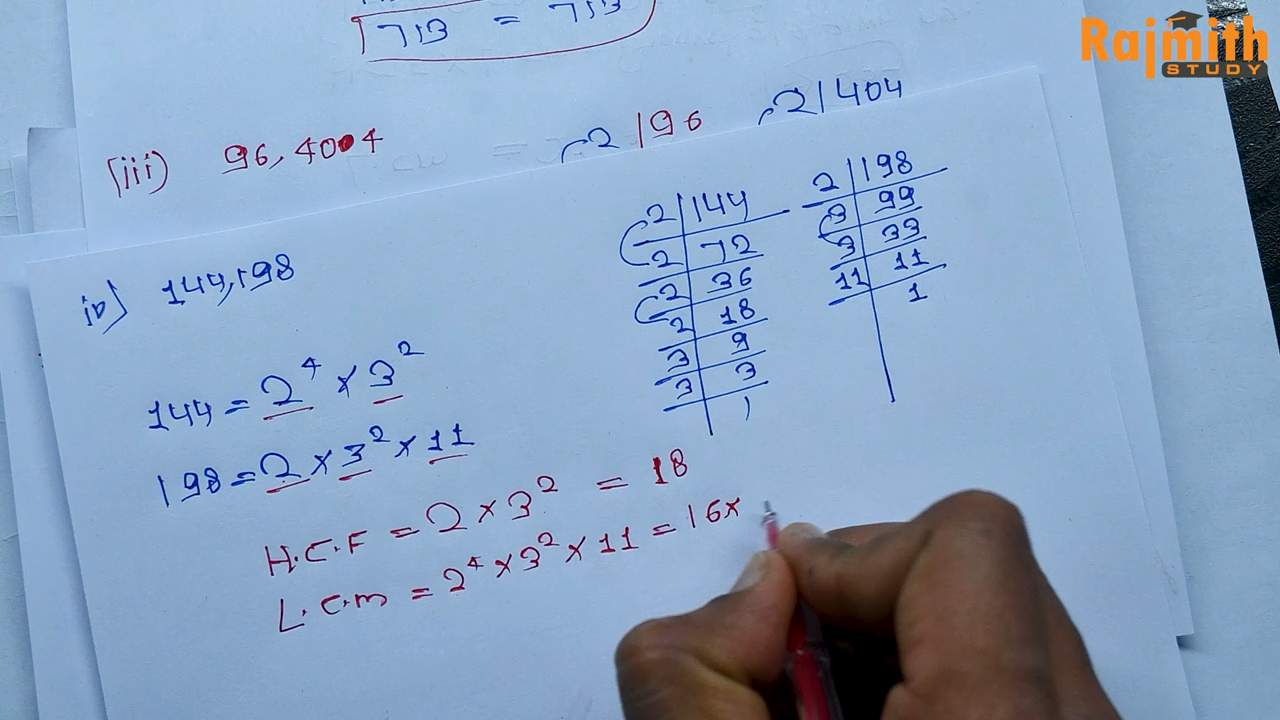 Rajmith
STUDY
713 = 713
(iii) 96, 404
2 | 96
2 | 404
iv) 144,198
2 | 144
2 | 72
2 | 36
2 | 18
3 | 9
3 | 3
1
2 | 198
3 | 99
3 | 33
11 | 11
1
144 = 2⁴ × 3²
198 = 2 × 3² × 11
H.C.F = 2 × 3² = 18
L.C.M = 2⁴ × 3² × 11 = 16×